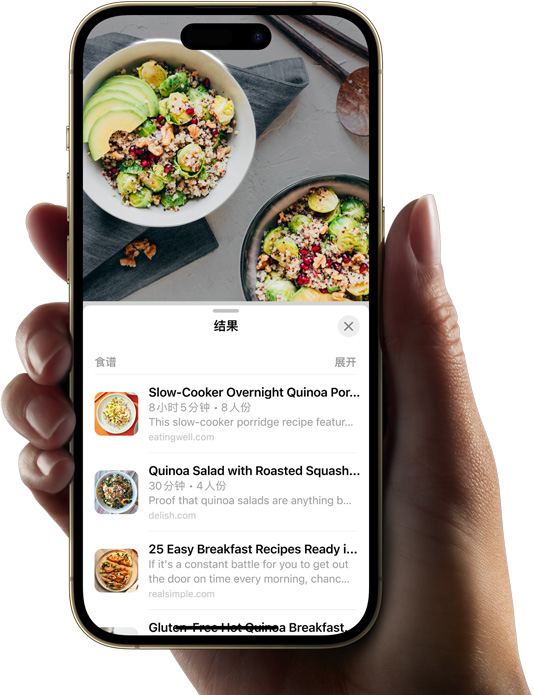 结果
食谱
展开
Slow-Cooker Overnight Quinoa Por...
8小时5分钟 • 8人份
This slow-cooker porridge recipe featur...
eatingwell.com
Quinoa Salad with Roasted Squash...
30分钟 • 4人份
Proof that quinoa salads are anything b...
delish.com
25 Easy Breakfast Recipes Ready i...
If it's a constant battle for you to get out
the door on time every morning, chanc...
realsimple.com
Gluten-Free Hot Quinoa Breakfast...